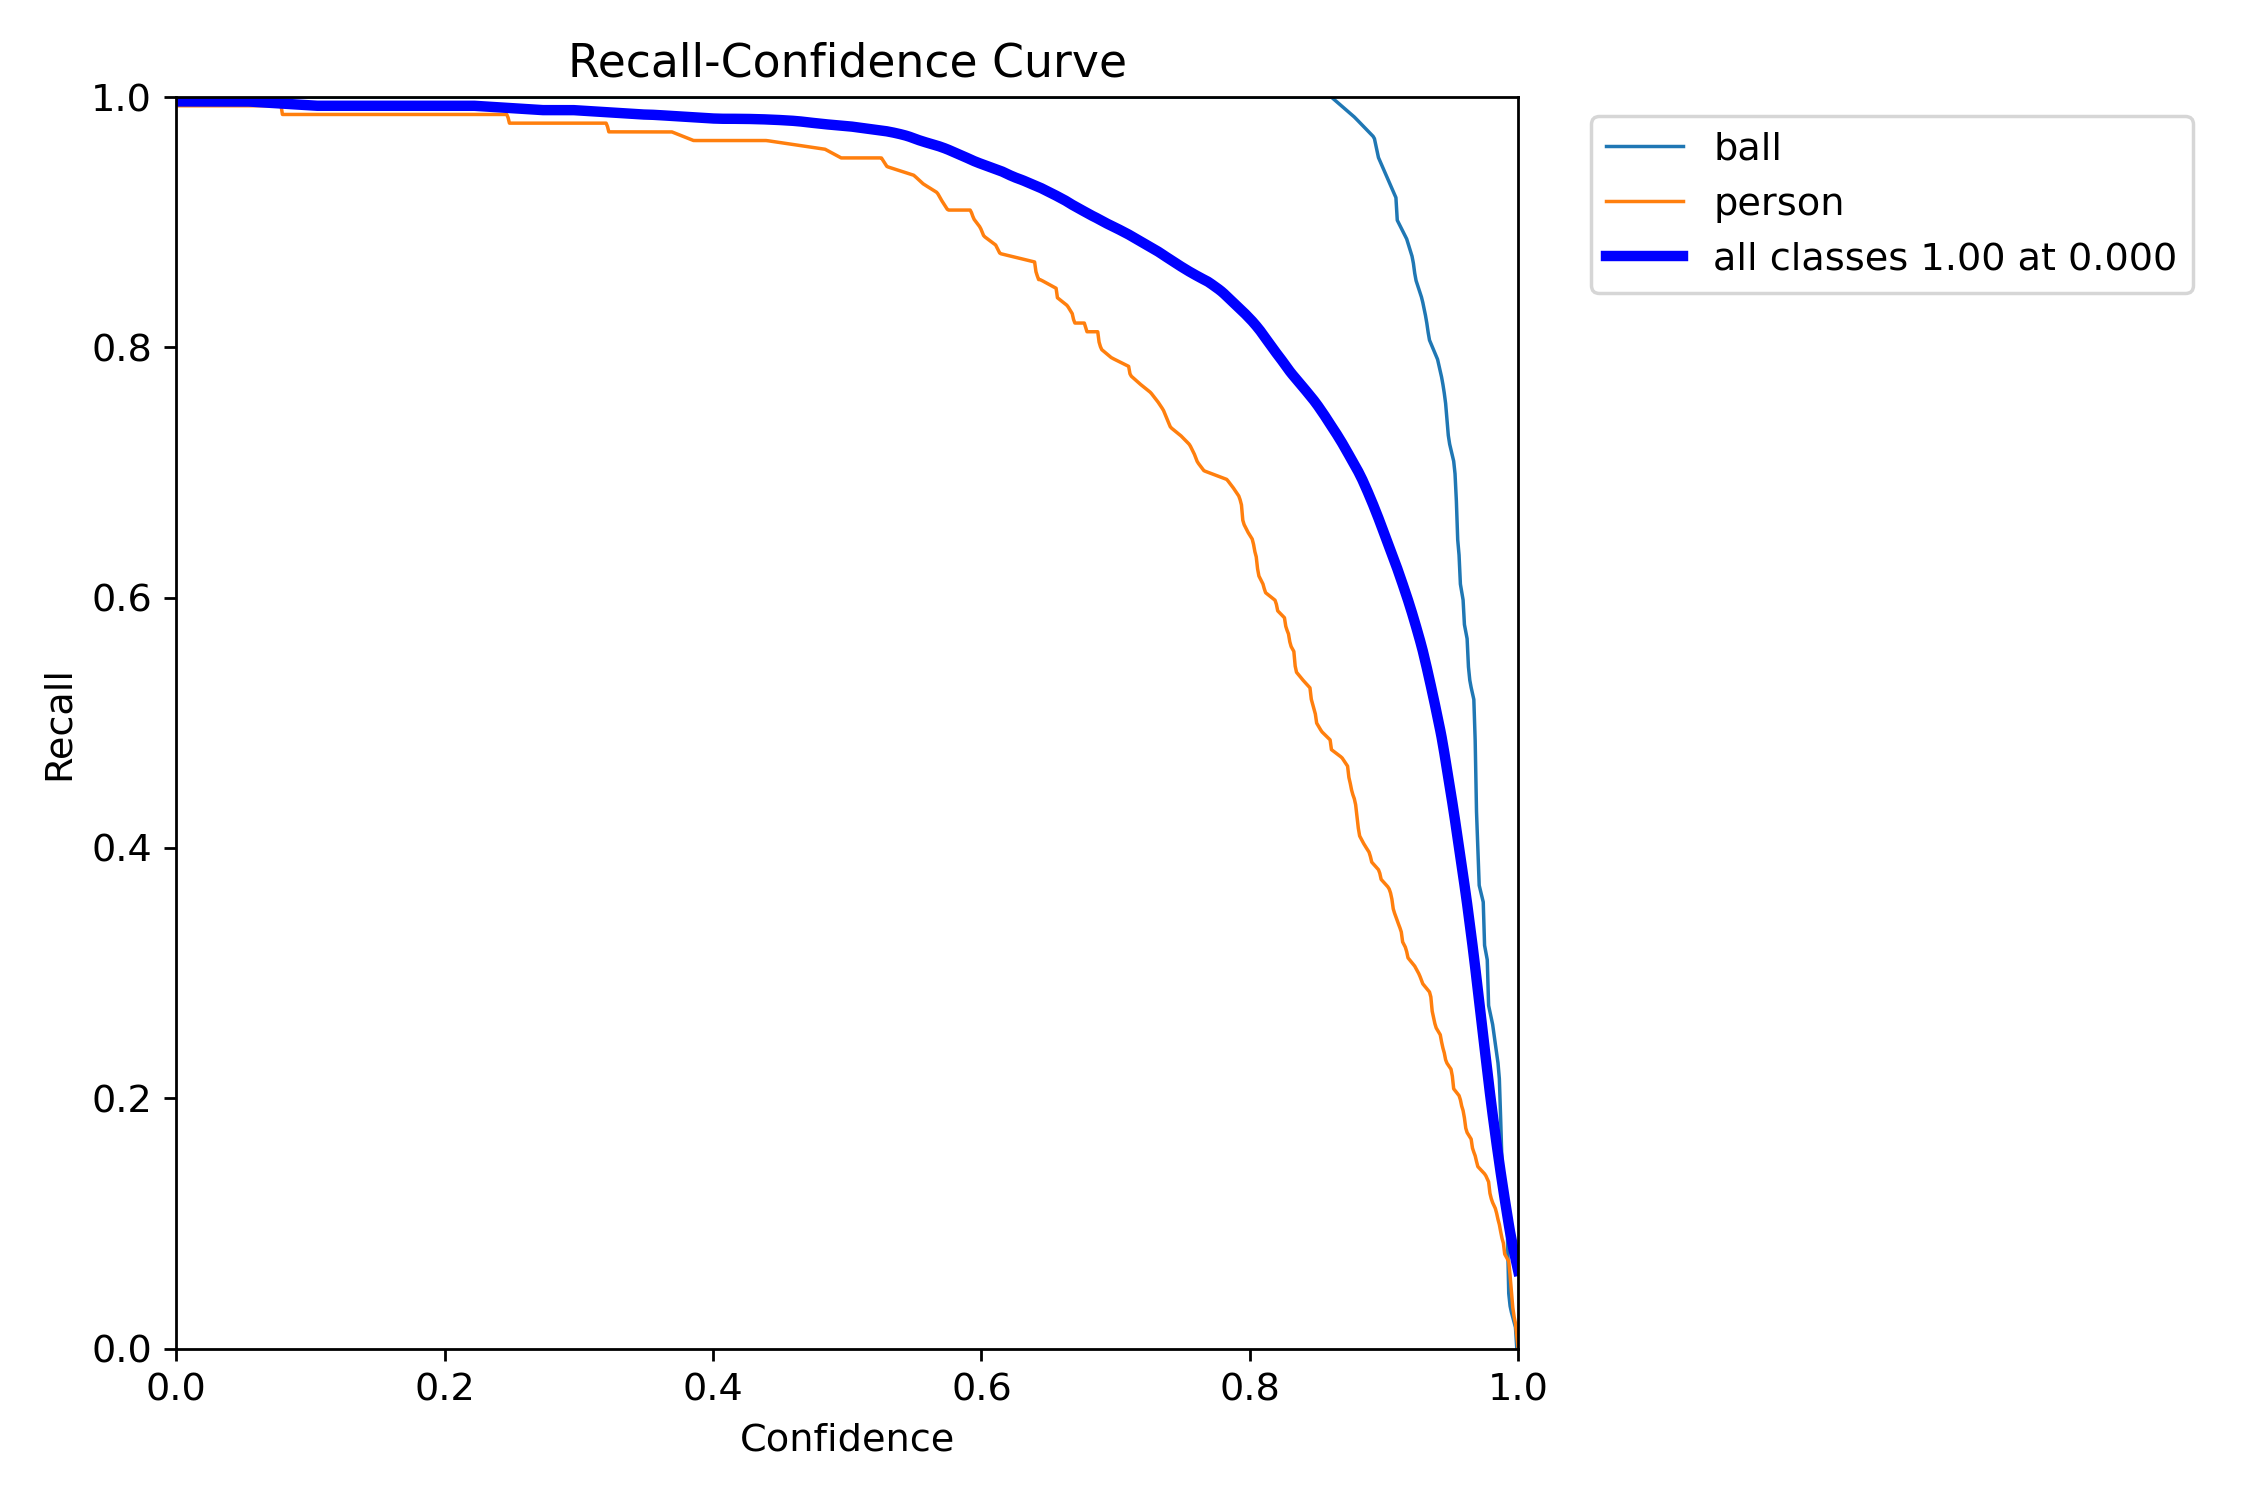 Recall-Confidence Curve
1.0
0.8
0.6
0.4
0.2
0.0
Recall
0.0 0.2 0.4 0.6 0.8 1.0
Confidence
ball
person
all classes 1.00 at 0.000